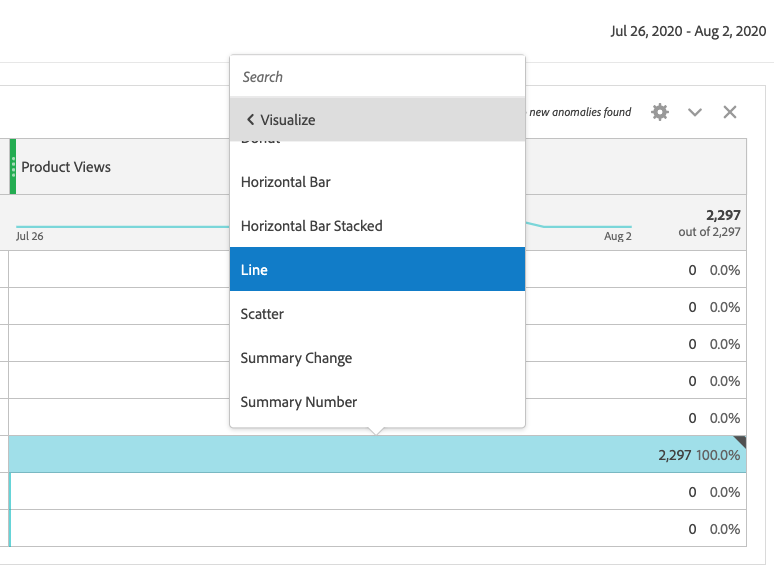 Jul 26, 2020 - Aug 2, 2020
Search
Visualize
new anomalies found
Donut
Product Views
Horizontal Bar
Horizontal Bar Stacked
2,297
out of 2,297
Jul 26
Aug 2
Line
0 0.0%
Scatter
0 0.0%
Summary Change
0 0.0%
0 0.0%
Summary Number
0 0.0%
2,297 100.0%
0 0.0%
0 0.0%